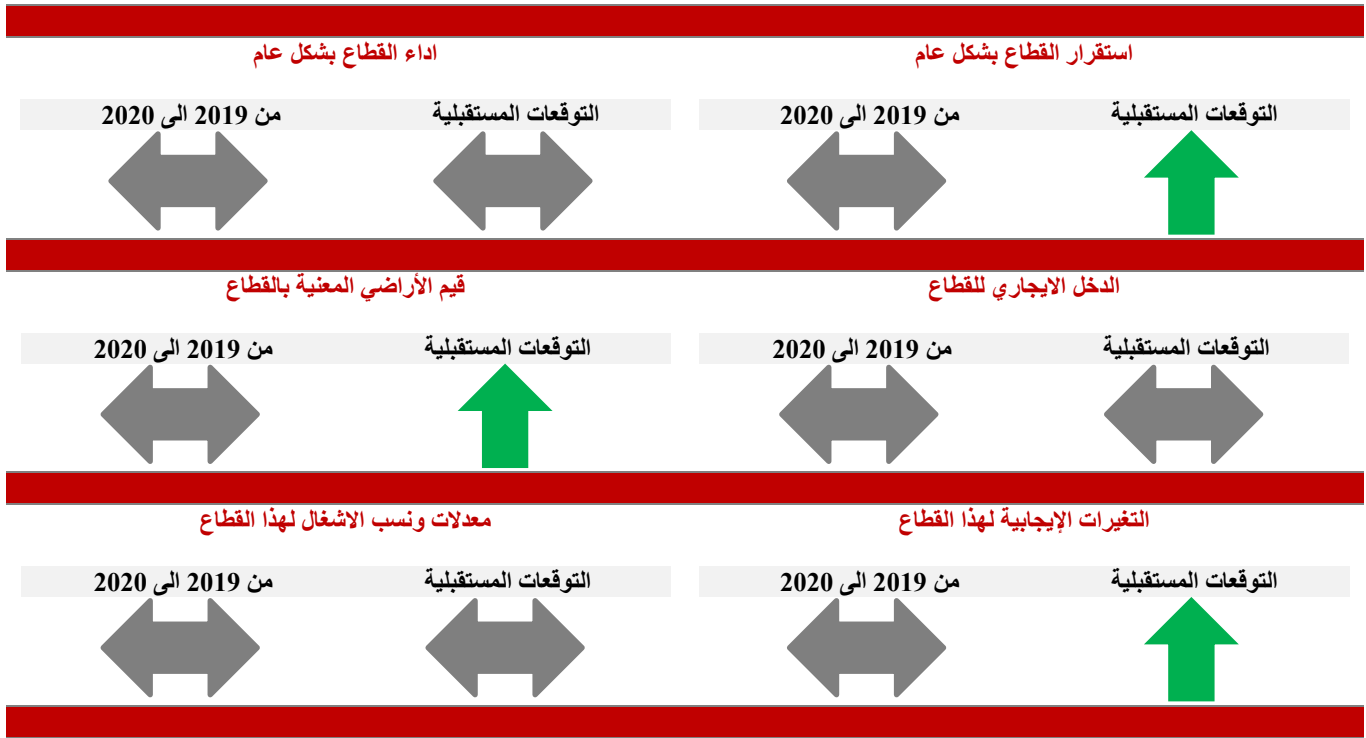 استقرار القطاع بشكل عام
اداء القطاع بشكل عام
التوقعات المستقبلية
من 2019 الى 2020
التوقعات المستقبلية
من 2019 الى 2020
الدخل الايجاري للقطاع
قيم الأراضي المعنية بالقطاع
التوقعات المستقبلية
من 2019 الى 2020
التوقعات المستقبلية
من 2019 الى 2020
التغيرات الإيجابية لهذا القطاع
معدلات ونسب الاشغال لهذا القطاع
التوقعات المستقبلية
من 2019 الى 2020
التوقعات المستقبلية
من 2019 الى 2020